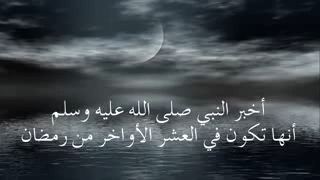 أخبر النبي صلى الله عليه وسلم
أنها تكون في العشر الأواخر من رمضان